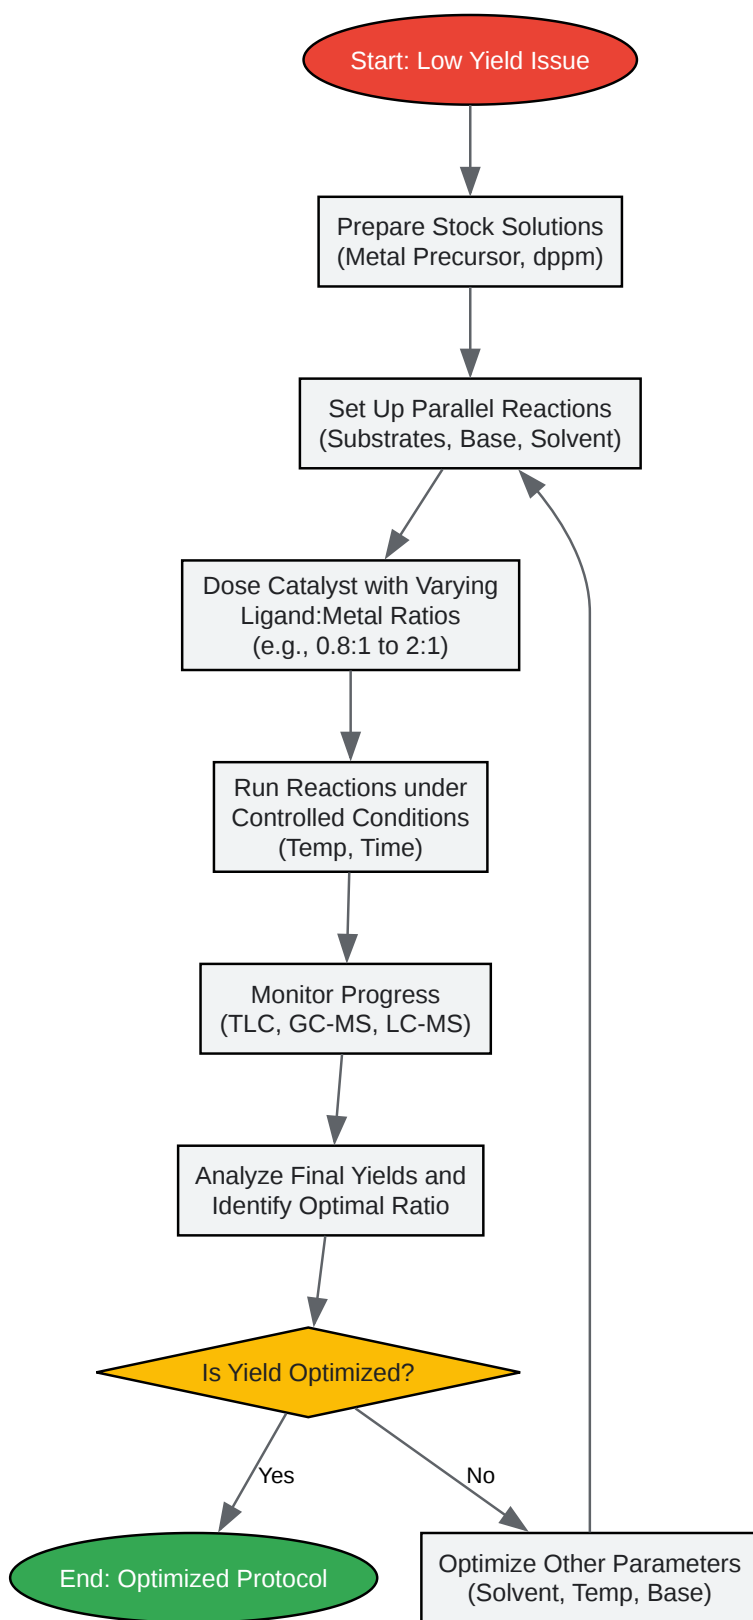 Start: Low Yield Issue
Prepare Stock Solutions
(Metal Precursor, dppm)
Set Up Parallel Reactions
(Substrates, Base, Solvent)
Dose Catalyst with Varying
Ligand:Metal Ratios
(e.g., 0.8:1 to 2:1)
Run Reactions under
Controlled Conditions
(Temp, Time)
Monitor Progress
(TLC, GC-MS, LC-MS)
Analyze Final Yields and
Identify Optimal Ratio
Is Yield Optimized?
Yes
No
End: Optimized Protocol
Optimize Other Parameters
(Solvent, Temp, Base)